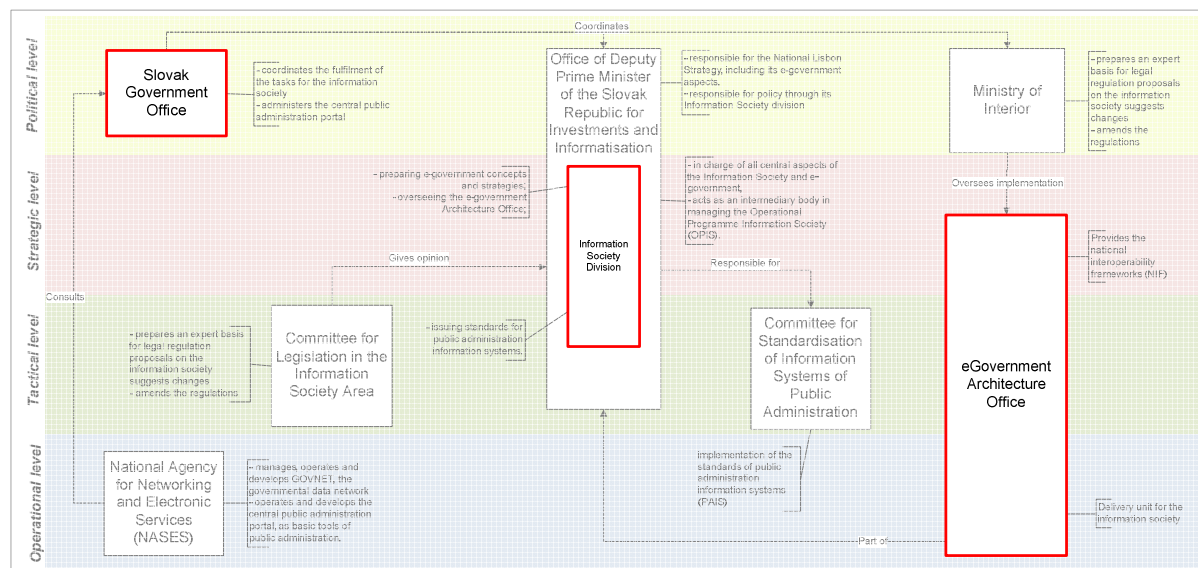 Political level
Strategic level
Tactical level
Operational level
Coordinates
Slovak
Government
Office
- coordinates the fulfilment of
the tasks for the information
society
- administers the central public
administration portal
Office of Deputy
Prime Minister
of the Slovak
Republic for
Investments and
Informatisation
- responsible for the National Lisbon
Strategy, including its e-government
aspects.
- responsible for policy through its
Information Society division
Ministry of
Interior
- prepares an expert
basis for legal
regulation proposals
on the information
society suggests
changes
- amends the
regulations
- preparing e-government concepts
and strategies;
- overseeing the e-government
Architecture Office;
Information
Society
Division
- in charge of all central aspects of
the Information Society and e-
government,
- acts as an intermediary body in
managing the Operational
Programme Information Society
(OPIS).
Oversees implementation
Provides the
national
interoperability
frameworks (NIF)
Gives opinion
Responsible for
Consults
- prepares an expert basis
for legal regulation
proposals on the
information society
suggests changes
- amends the regulations
Committee for
Legislation in the
Information
Society Area
- issuing standards for
public administration
information systems,
Committee for
Standardisation
of Information
Systems of
Public
Administration
eGovernment
Architecture
Office
National Agency
for Networking
and Electronic
Services
(NASES)
- manages, operates and
develops GOVNET, the
governmental data network
- operates and develops the
central public administration
portal, as basic tools of
public administration.
implementation of the
standards of public
administration
information systems
(PAIS)
Delivery unit for the
information society
Part of